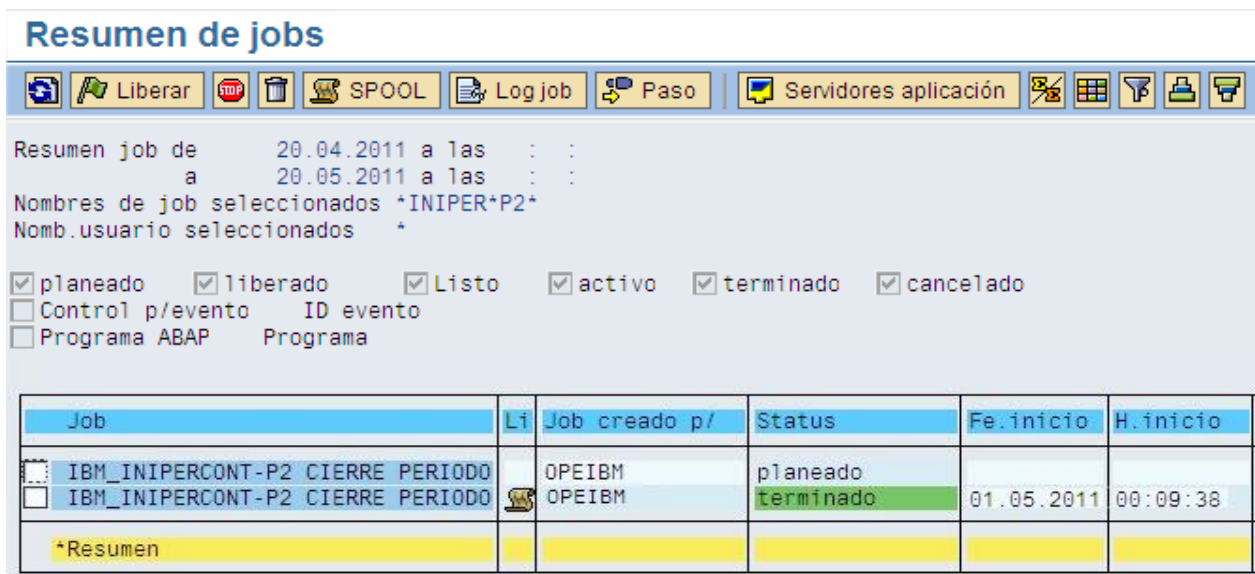 Resumen de jobs
Liberar STOP SPOOL Log job Paso Servidores aplicación
Resumen job de 20.04.2011 a las : :
a 20.05.2011 a las : :
Nombres de job seleccionados *INIPER*P2*
Nomb.usuario seleccionados *
planeado liberado Listo activo terminado cancelado
Control p/evento ID evento
Programa ABAP Programa
Job Li Job creado p/ Status Fe.inicio H.inicio
IBM_INIPERCONT-P2 CIERRE PERIODO OPEIBM planeado
IBM_INIPERCONT-P2 CIERRE PERIODO OPEIBM terminado 01.05.2011 00:09:38
*Resumen